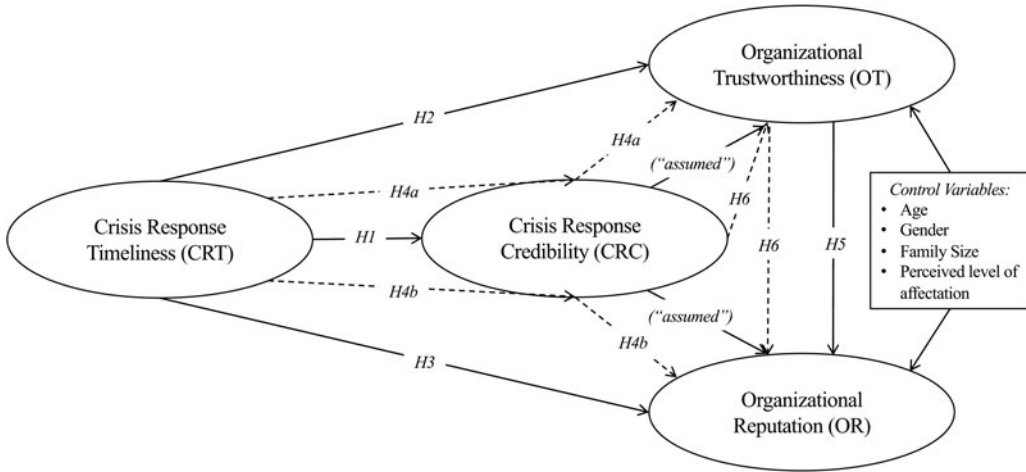 Organizational
Trustworthiness (OT)
H2
H4a
("assumed")
H4a
H6
Control Variables:
• Age
• Gender
• Family Size
• Perceived level of
affectation
Crisis Response
Timeliness (CRT)
H1
Crisis Response
Credibility (CRC)
H6
H5
H4b
("assumed")
H4b
H3
Organizational
Reputation (OR)